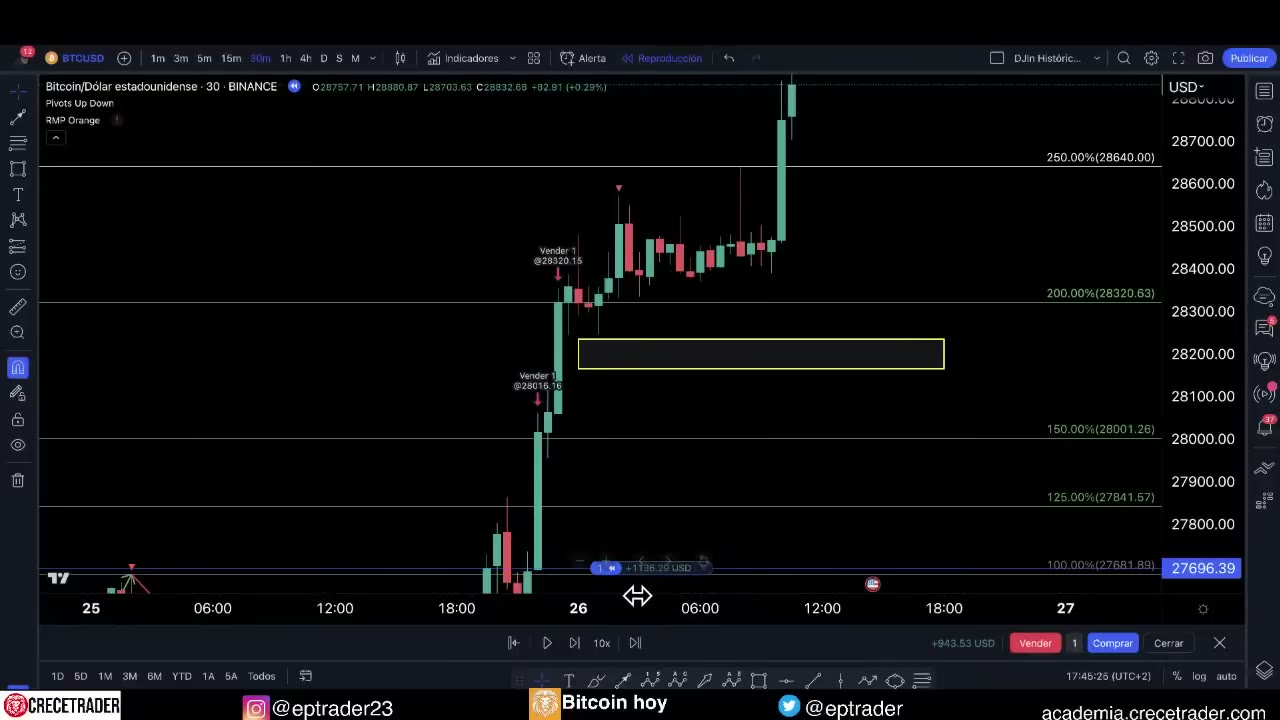 12
BTCUSD
1m 3m 5m 15m 30m 1h 4h D S M
Indicadores
Alerta
Reproducción
DJIn Históric...
Publicar
Bitcoin/Dólar estadounidense · 30 · BINANCE
O28757.71 H28880.87 L28703.63 C28832.68 +82.91 (+0.29%)
USD
Pivots Up Down
28800.00
RMP Orange
28700.00
250.00%(28640.00)
28600.00
28500.00
Vender 1
@28320.15
28400.00
200.00%(28320.63)
28300.00
5
28200.00
Vender 1
@28016.16
28100.00
37
150.00%(28001.26)
28000.00
27900.00
125.00%(27841.57)
27800.00
100.00%(27681.89)
1
+1136.29 USD
27696.39
25 06:00 12:00 18:00 26 06:00 12:00 18:00 27
10x
+943.53 USD
Vender
1
Comprar
Cerrar
1D 5D 1M 3M 6M YTD 1A 5A Todos
17:45:25 (UTC+2)
% log auto
CRECETRADER
@eptrader23
Bitcoin hoy
@eptrader
academia.crecetrader.com